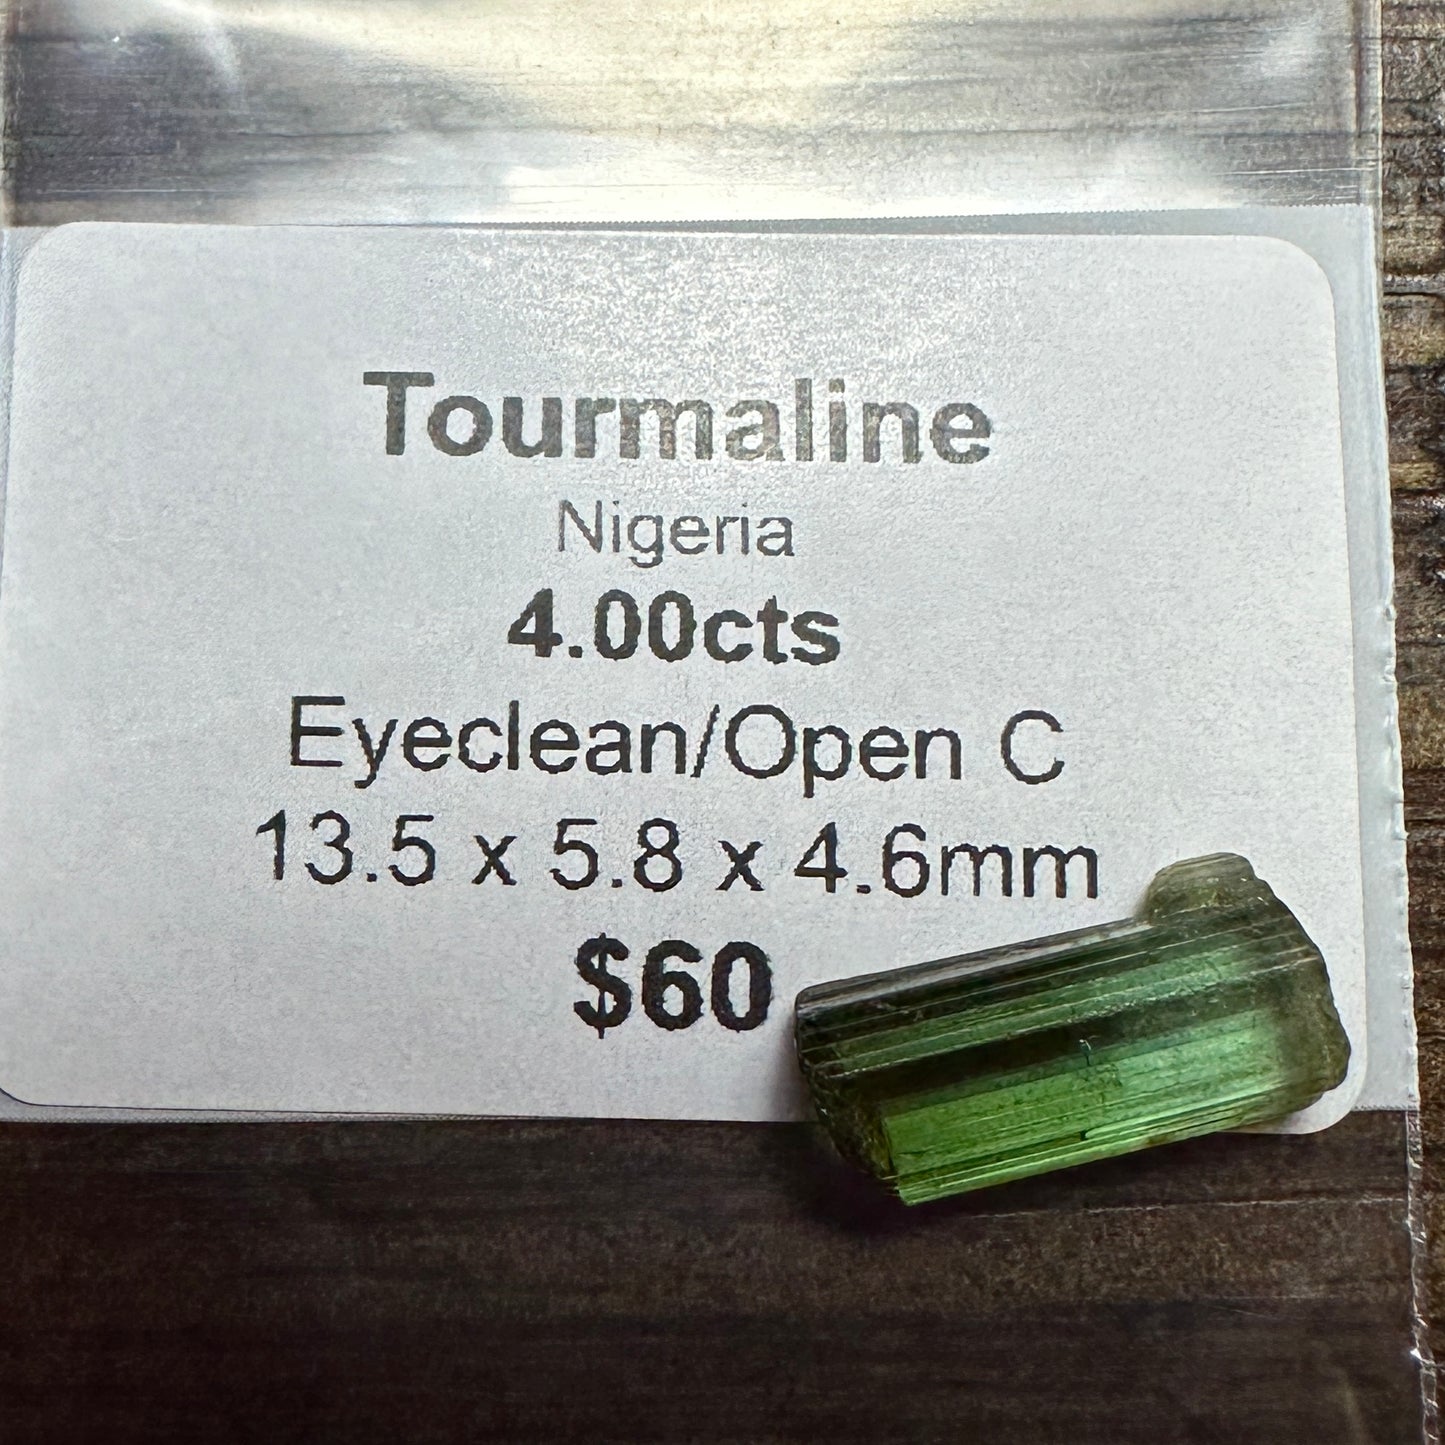 Tourmaline
Nigeria
4.00cts
Eyeclean/Open C
13.5 x 5.8 x 4.6mm
$60